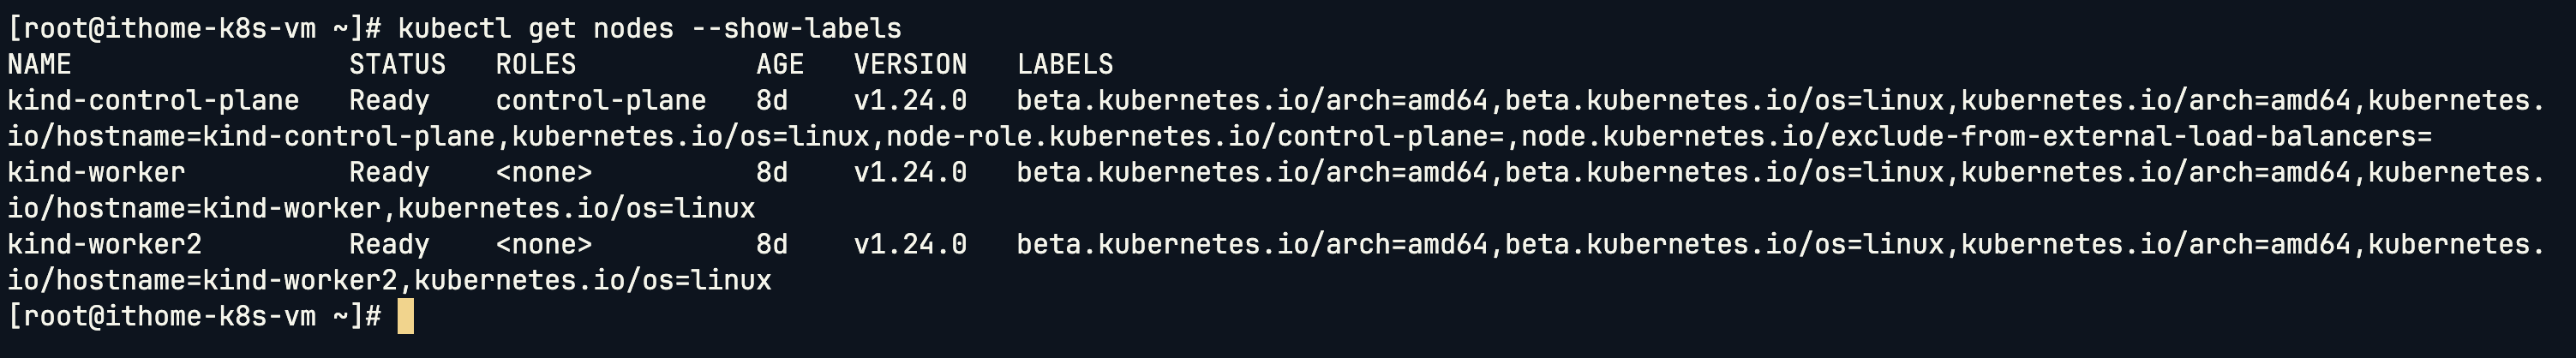 [root@ithome-k8s-vm ~]# kubectl get nodes --show-labels
NAME                 STATUS   ROLES           AGE   VERSION   LABELS
kind-control-plane   Ready    control-plane   8d    v1.24.0   beta.kubernetes.io/arch=amd64,beta.kubernetes.io/os=linux,kubernetes.io/arch=amd64,kubernetes.
io/hostname=kind-control-plane,kubernetes.io/os=linux,node-role.kubernetes.io/control-plane=,node.kubernetes.io/exclude-from-external-load-balancers=
kind-worker          Ready    <none>          8d    v1.24.0   beta.kubernetes.io/arch=amd64,beta.kubernetes.io/os=linux,kubernetes.io/arch=amd64,kubernetes.
io/hostname=kind-worker,kubernetes.io/os=linux
kind-worker2         Ready    <none>          8d    v1.24.0   beta.kubernetes.io/arch=amd64,beta.kubernetes.io/os=linux,kubernetes.io/arch=amd64,kubernetes.
io/hostname=kind-worker2,kubernetes.io/os=linux
[root@ithome-k8s-vm ~]#